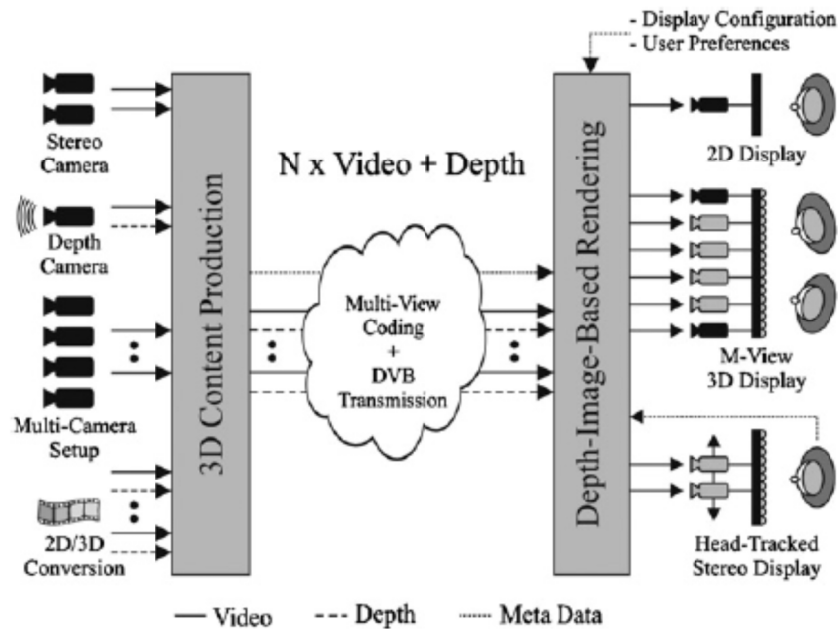 - Display Configuration
- User Preferences
Stereo
Camera
Depth
Camera
Multi-Camera
Setup
2D/3D
Conversion
3D Content Production
N x Video + Depth
Multi-View
Coding
+
DVB
Transmission
Depth-Image-Based Rendering
2D Display
M-View
3D Display
Head-Tracked
Stereo Display
Video
Depth
Meta Data